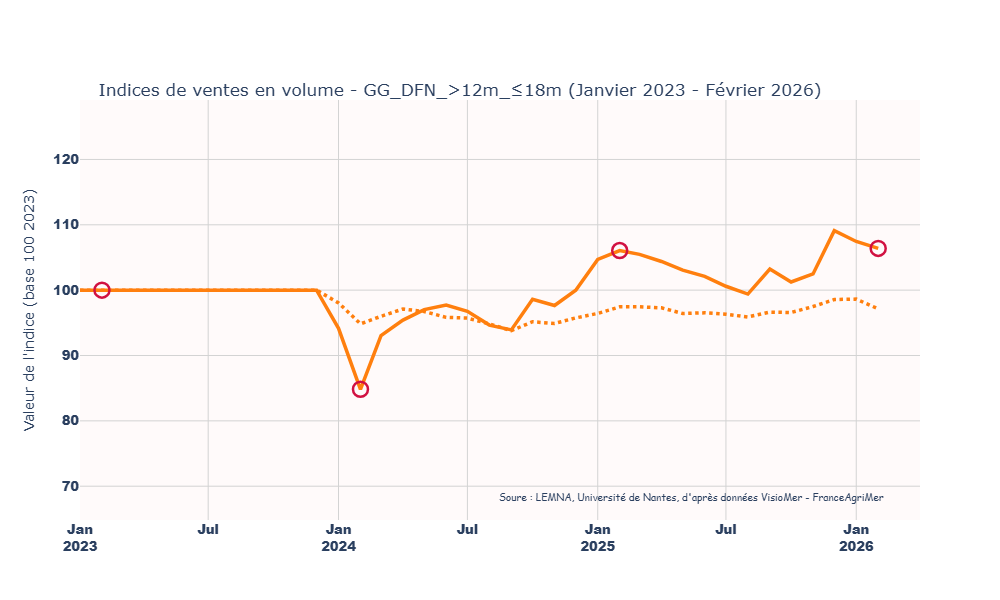 Indices de ventes en volume - GG_DFN_>12m_≤18m (Janvier 2023 - Février 2026)
Valeur de l'indice (base 100 2023)
120
110
100
90
80
70
Soure : LEMNA, Université de Nantes, d'après données VisioMer - FranceAgriMer
Jan Jul Jan Jul Jan Jul Jan
2023 2024 2025 2026